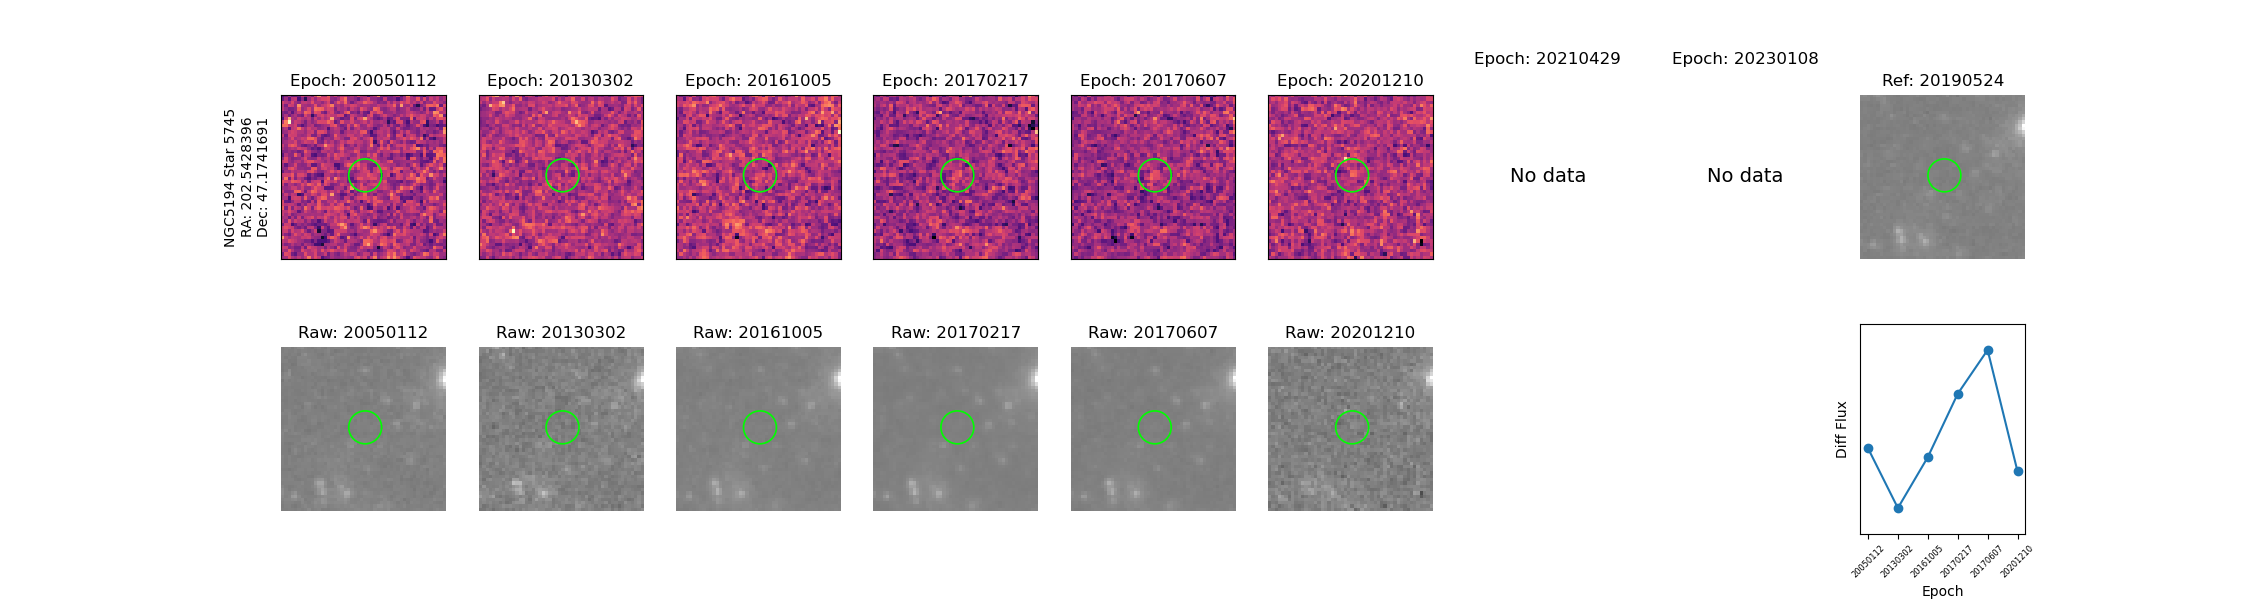 Epoch: 20050112
Epoch: 20130302
Epoch: 20161005
Epoch: 20170217
Epoch: 20170607
Epoch: 20201210
Epoch: 20210429
Epoch: 20230108
Ref: 20190524
NGC5194 Star 5745
RA: 202.5428396
Dec: 47.1741691
No data
No data
Raw: 20050112
Raw: 20130302
Raw: 20161005
Raw: 20170217
Raw: 20170607
Raw: 20201210
Diff Flux
20050112
20130302
20161005
20170217
20170607
20201210
Epoch